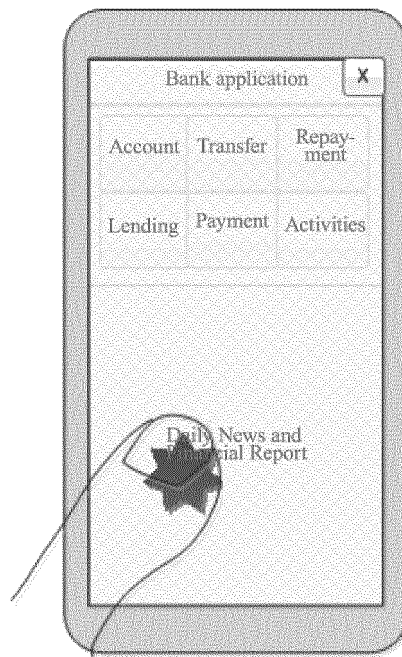 Bank application
X
Account Transfer Repay-
ment
Lending Payment Activities
Daily News and
Report